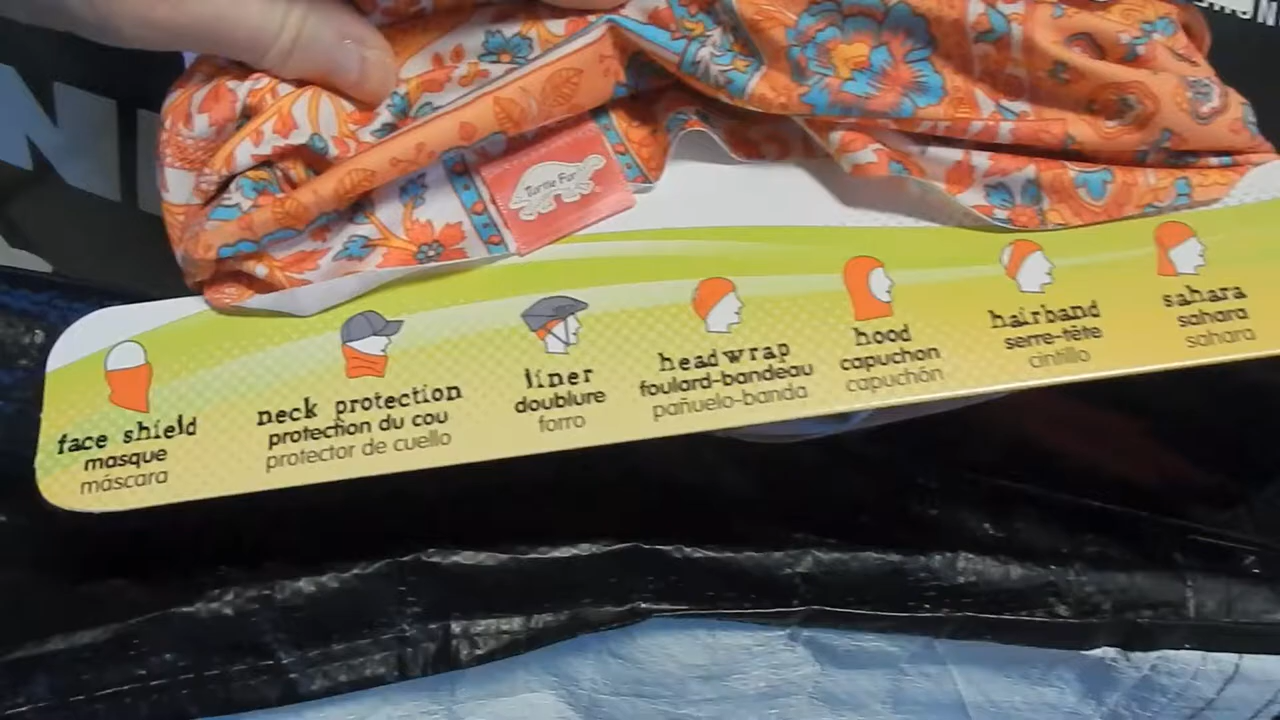 Turtle Fur
face shield
masque
máscara
neck protection
protection du cou
protector de cuello
liner
doublure
forro
headwrap
foulard-bandeau
pañuelo-banda
hood
capuchon
capuchón
hairband
serre-tête
cintillo
sahara
sahara
sahara